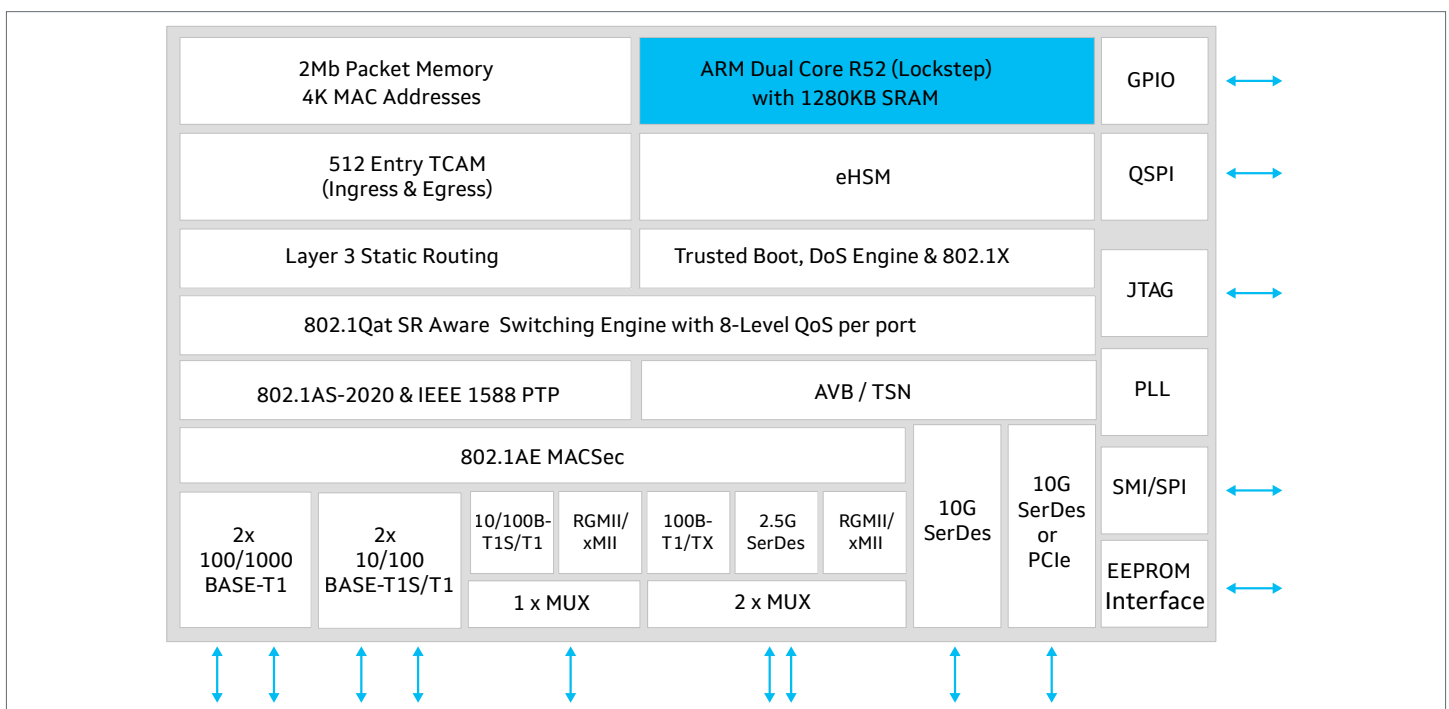 2Mb Packet Memory
4K MAC Addresses
ARM Dual Core R52 (Lockstep)
with 1280KB SRAM
GPIO
512 Entry TCAM
(Ingress & Egress)
eHSM
QSPI
Layer 3 Static Routing
Trusted Boot, DoS Engine & 802.1X
JTAG
802.1Qat SR Aware Switching Engine with 8-Level QoS per port
802.1AS-2020 & IEEE 1588 PTP
AVB / TSN
PLL
802.1AE MACSec
2x
100/1000
BASE-T1
2x
10/100
BASE-T1S/T1
10/100B-
T1S/T1
RGMII/
xMII
1 x MUX
100B-
T1/TX
2.5G
SerDes
RGMII/
xMII
2 x MUX
10G
SerDes
10G
SerDes
or
PCIe
SMI/SPI
EEPROM
Interface